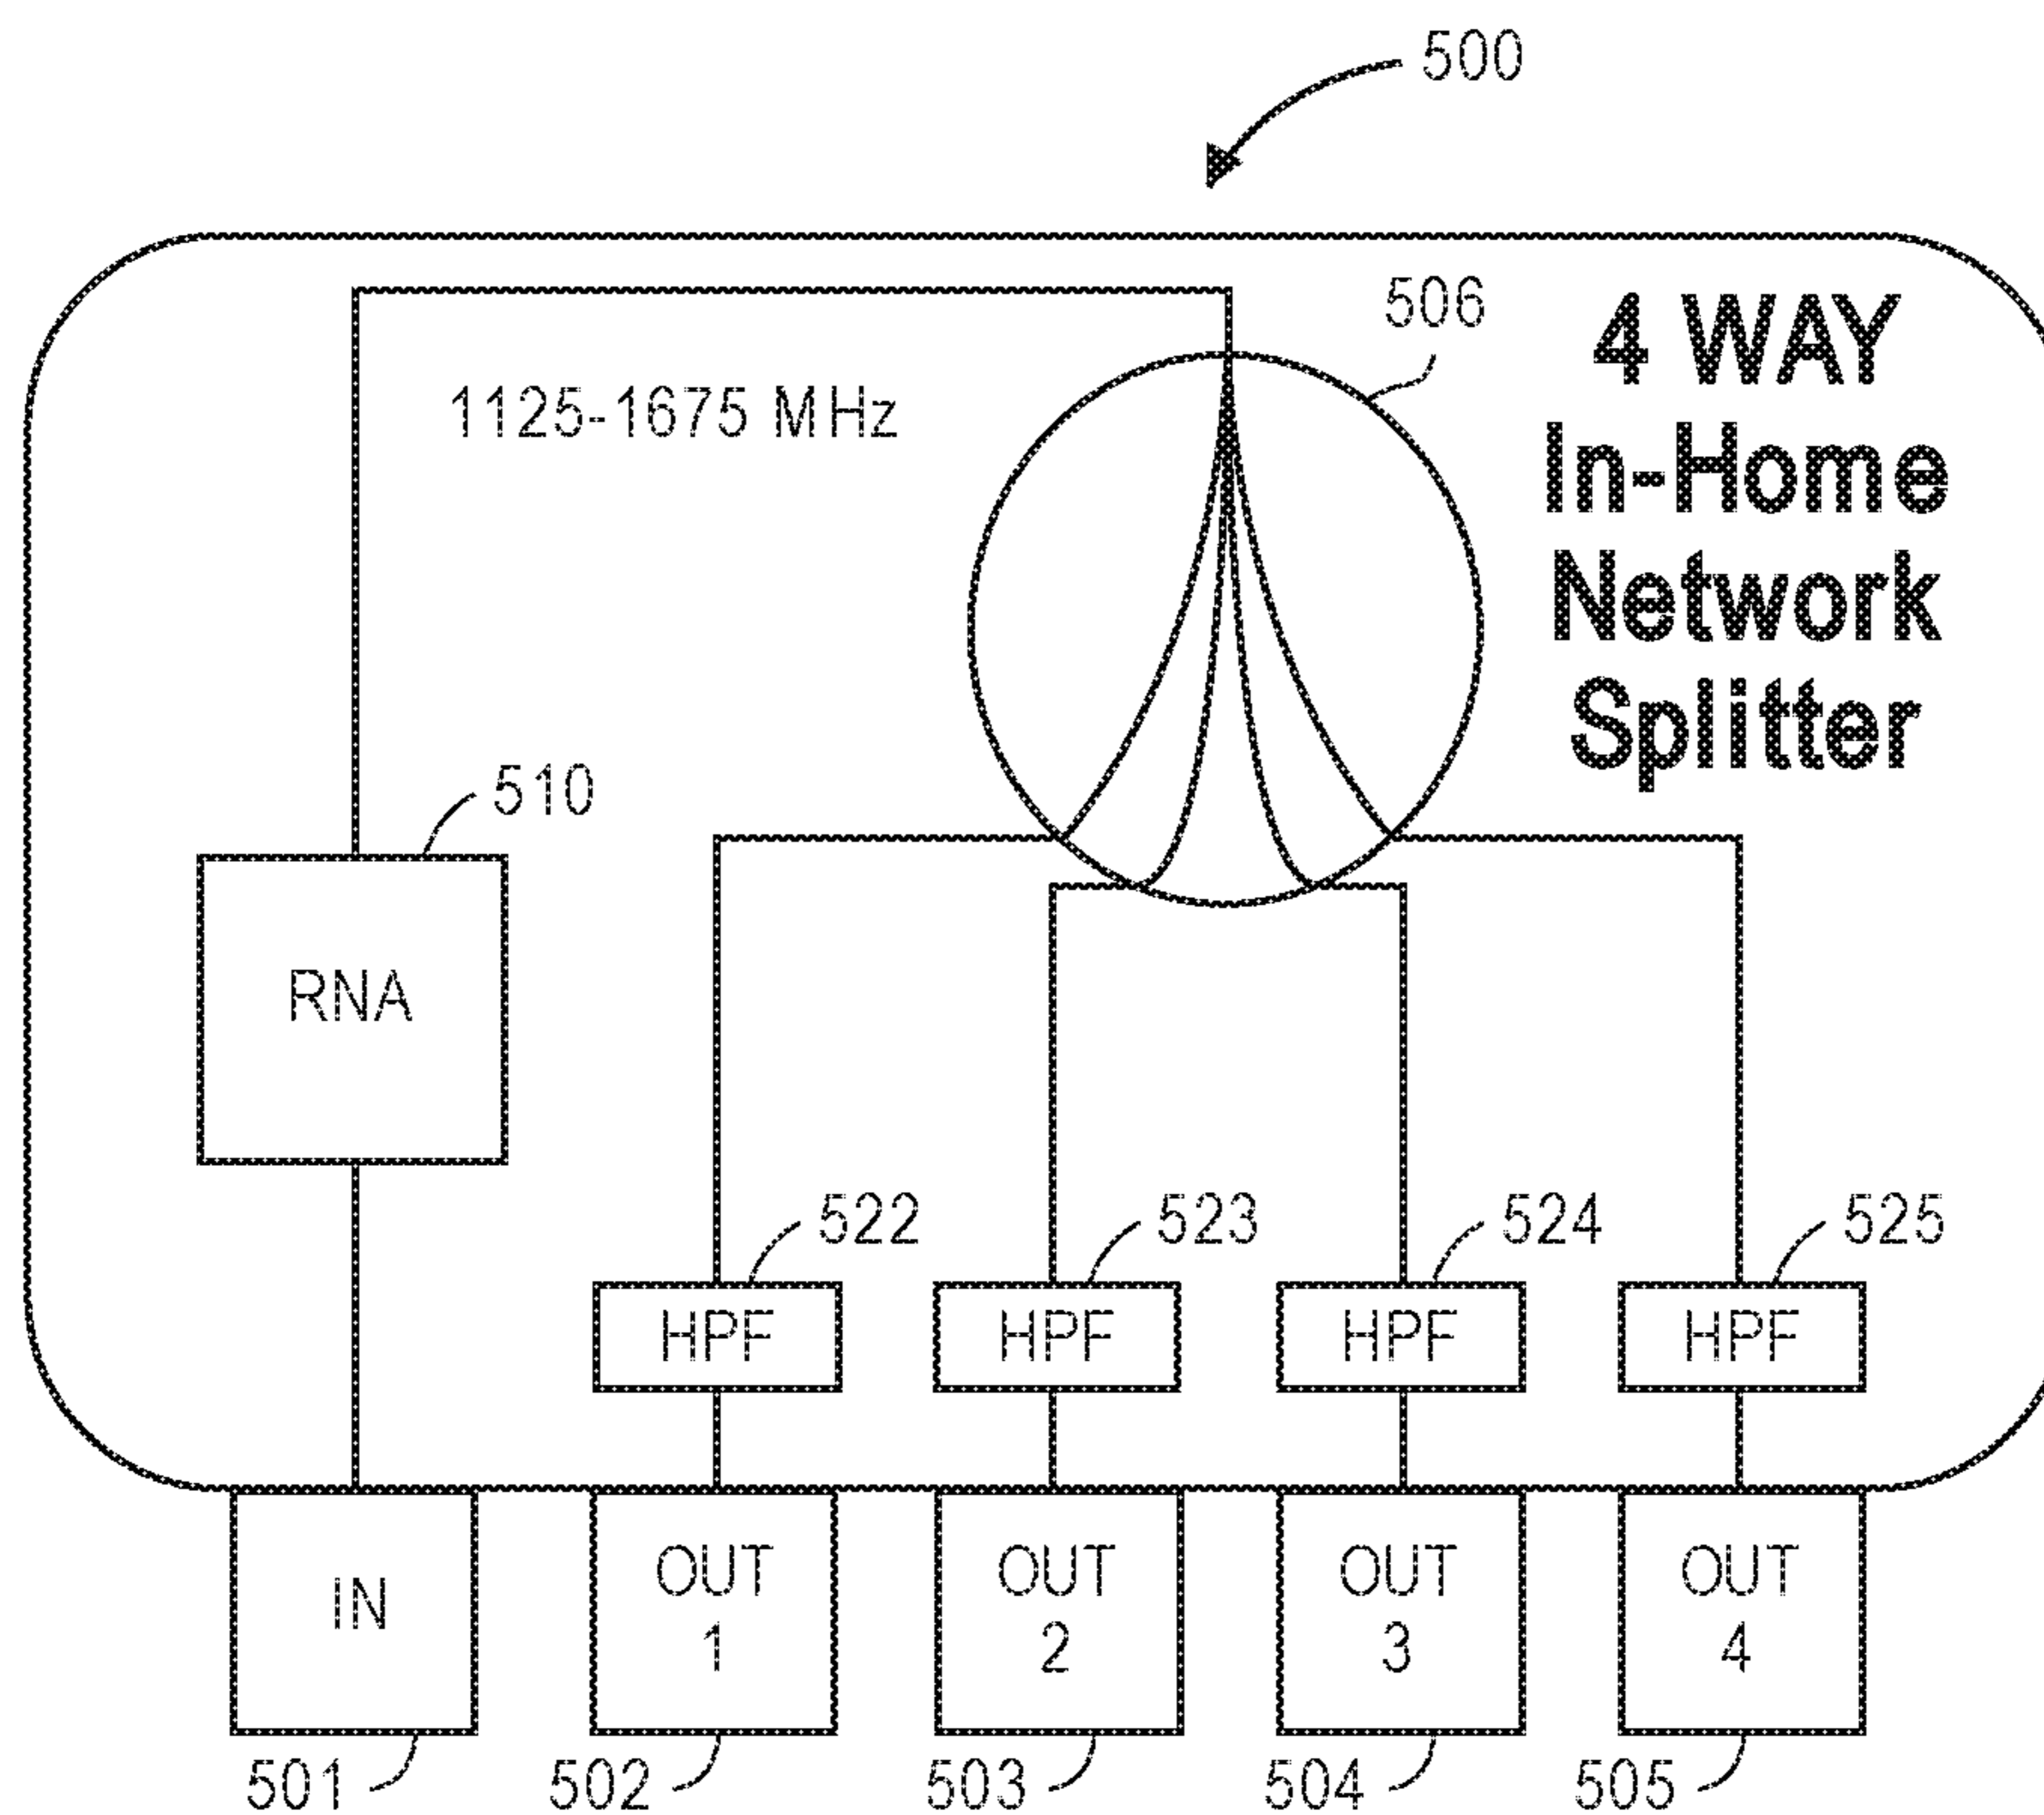 500
506
4 WAY
In-Home
Network
Splitter
1125-1675 MHz
510
RNA
522
523
524
525
HPF
HPF
HPF
HPF
IN
OUT
1
OUT
2
OUT
3
OUT
4
501
502
503
504
505